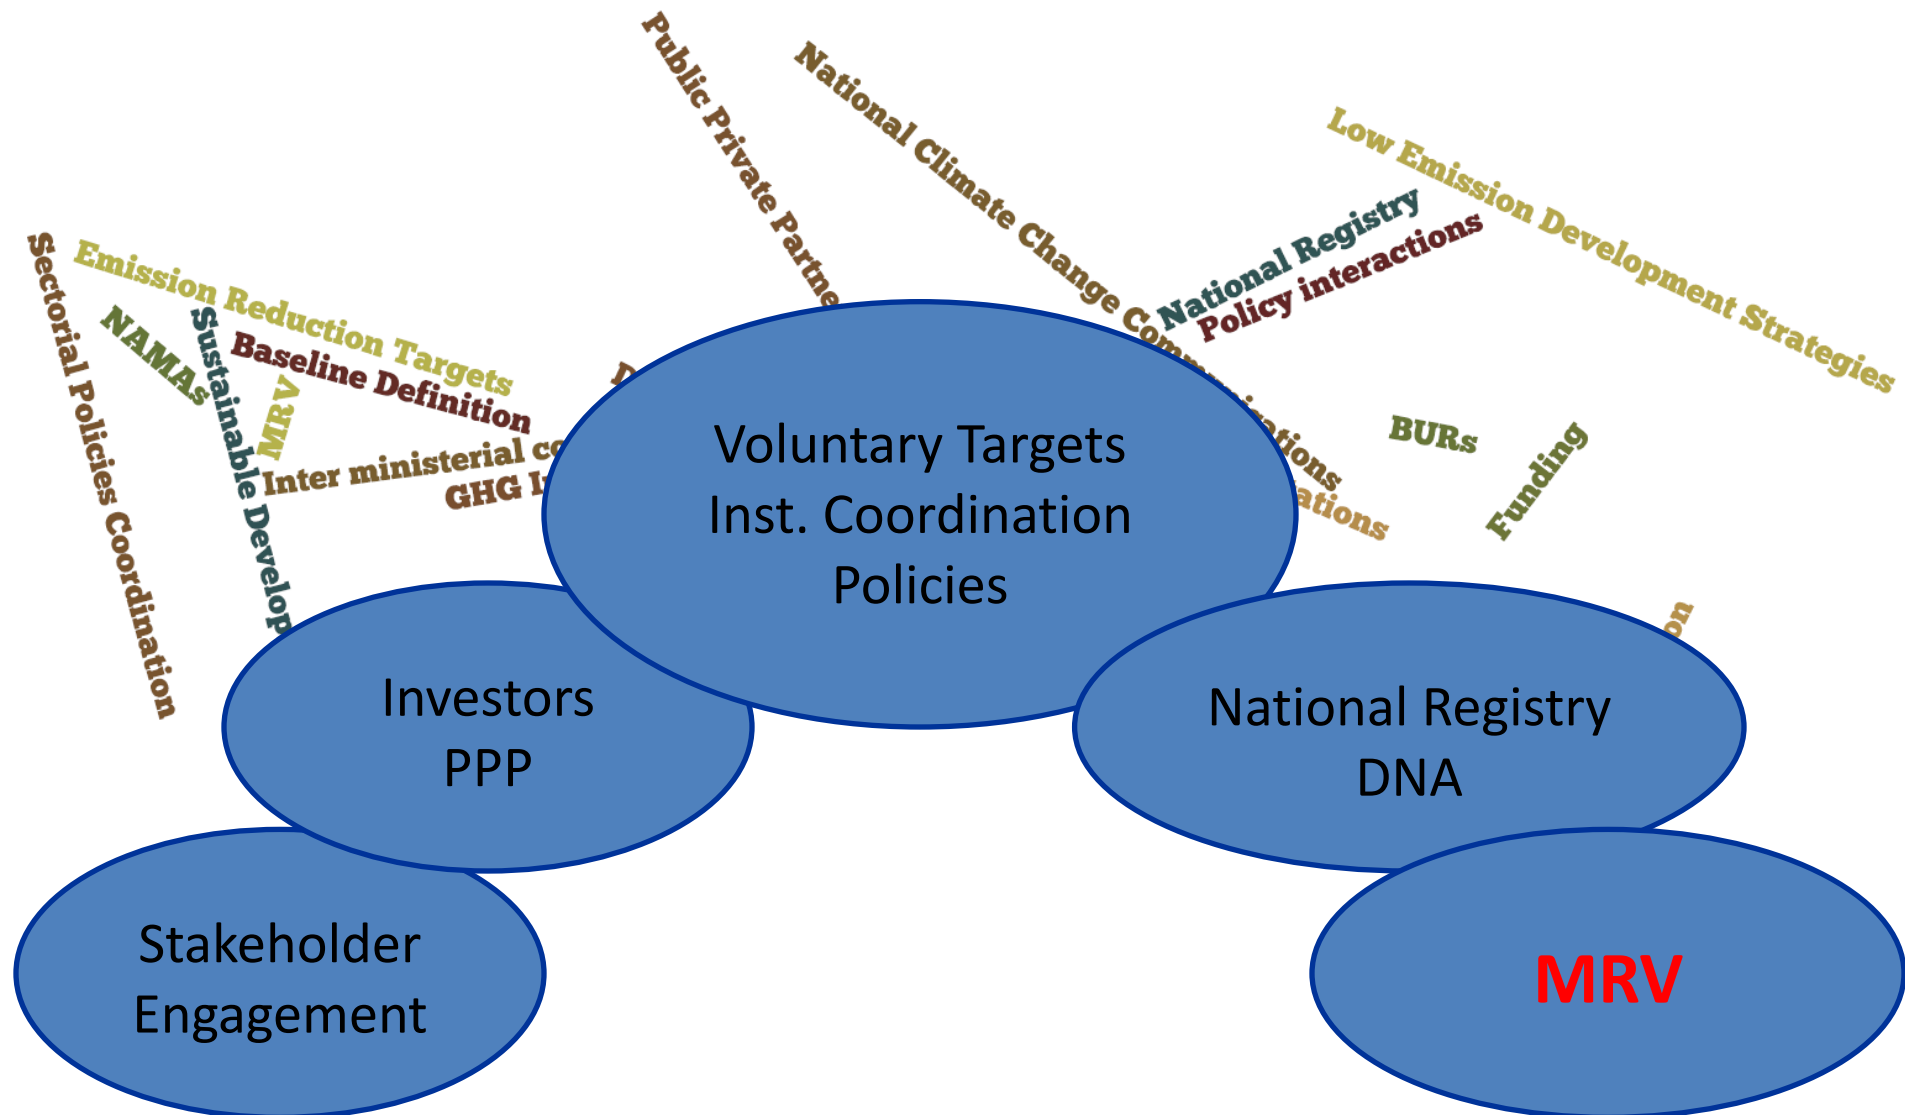 Public Private
National Climate Change
Low Emission Development Strategies
National Registry
Policy interactions
Sectorial Policies Coordination
Emission Reduction Targets
NAMAs
Sustainable
Baseline Definition
MRV
Inter ministerial
GHG
BURs
Funding
Voluntary Targets
Inst. Coordination
Policies
Investors
PPP
National Registry
DNA
Stakeholder
Engagement
MRV